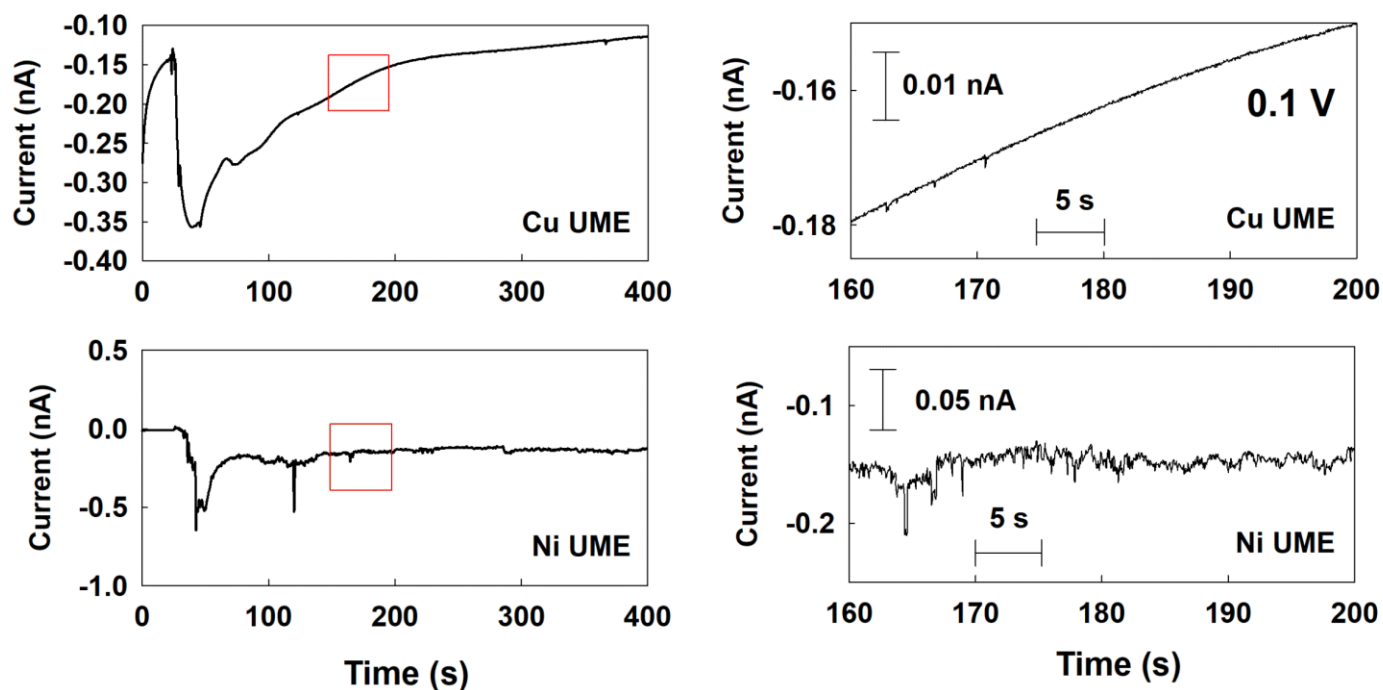 Current (nA)
-0.10
-0.15
-0.20
-0.25
-0.30
-0.35
-0.40
Cu UME
0 100 200 300 400
Current (nA)
-0.16
-0.18
0.01 nA
0.1 V
5 s
Cu UME
160 170 180 190 200
Current (nA)
0.5
0.0
-0.5
-1.0
Ni UME
0 100 200 300 400
Time (s)
Current (nA)
-0.1
-0.2
0.05 nA
5 s
Ni UME
160 170 180 190 200
Time (s)